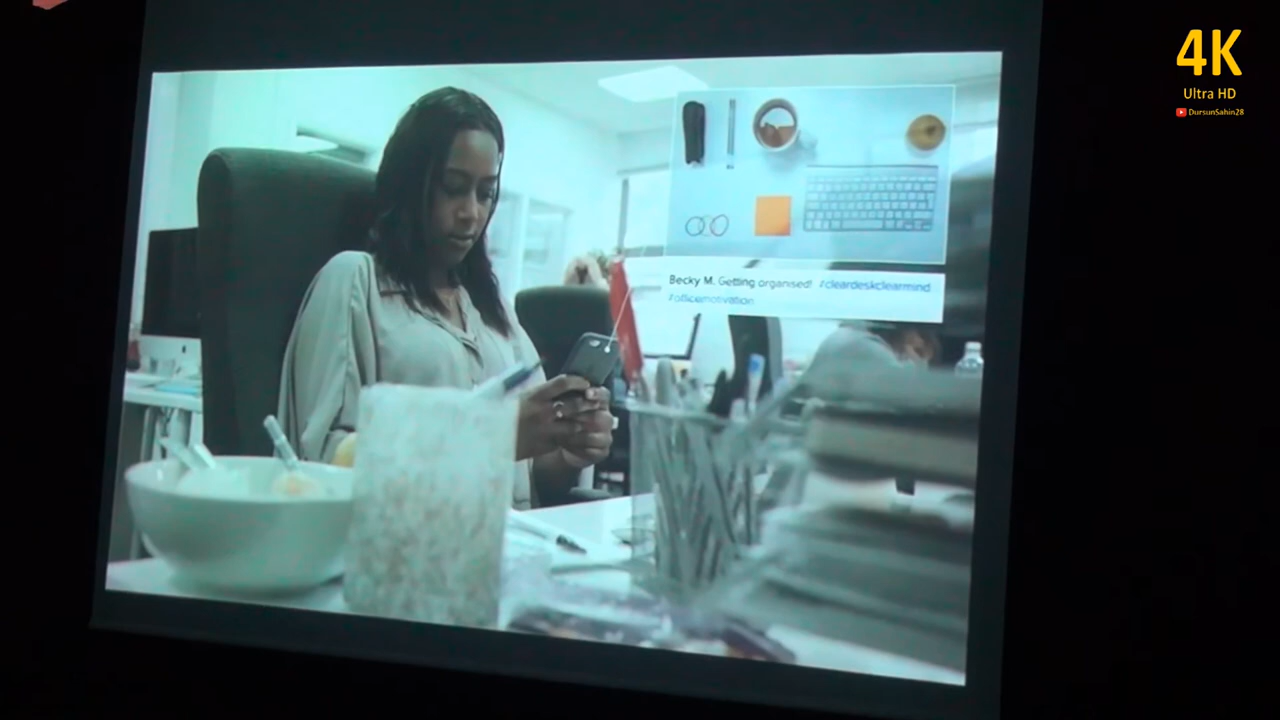 4K
Ultra HD
DursunSahin28
Becky M. Getting organised! #cleardeskclearmind
#officemotivation